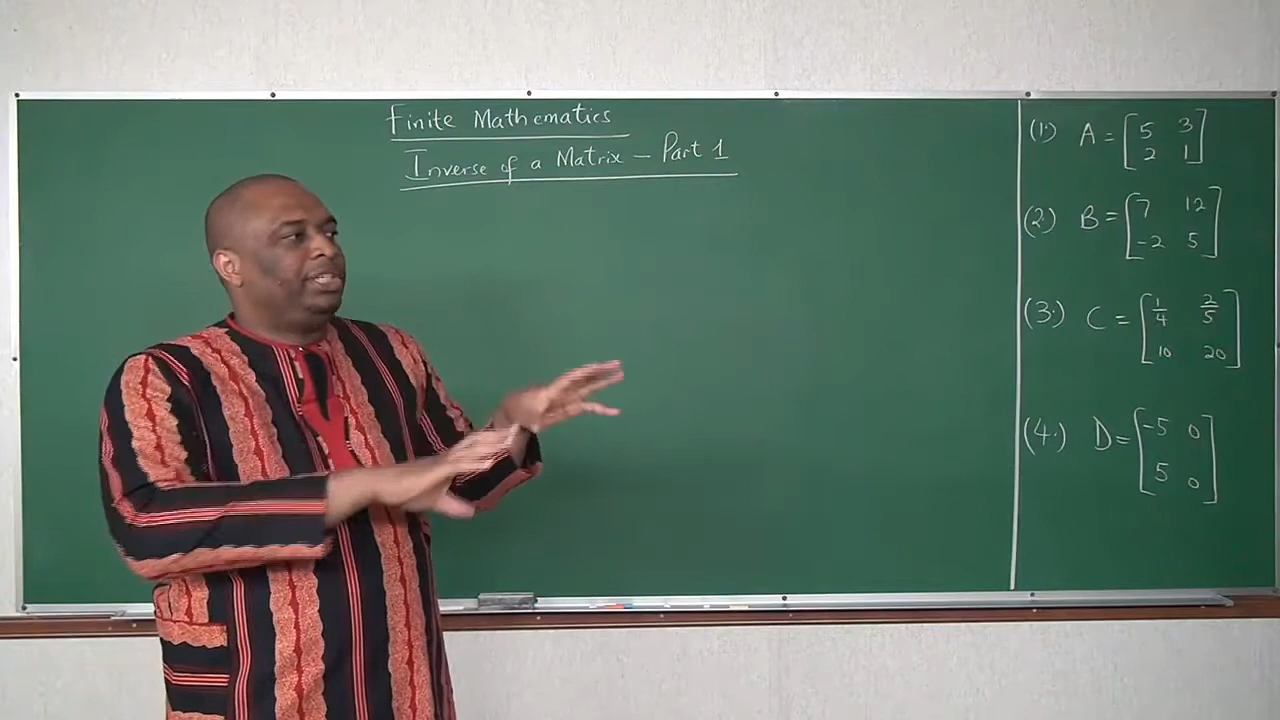 Finite Mathematics
Inverse of a Matrix – Part 1
(1.) A = [5 3
2 1]
(2.) B = [7 12
-2 5]
(3.) C = [1/4 2/5
10 20]
(4.) D = [-5 0
5 0]